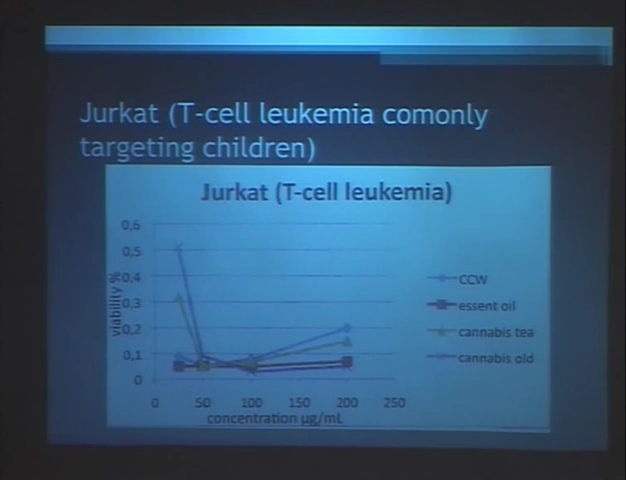 Jurkat (T-cell leukemia comonly
targeting children)
Jurkat (T-cell leukemia)
0,6
0,5
0,4
0,3
0,2
0,1
0
viability %
0 50 100 150 200 250
concentration µg/mL
CCW
essent oil
cannabis tea
cannabis old